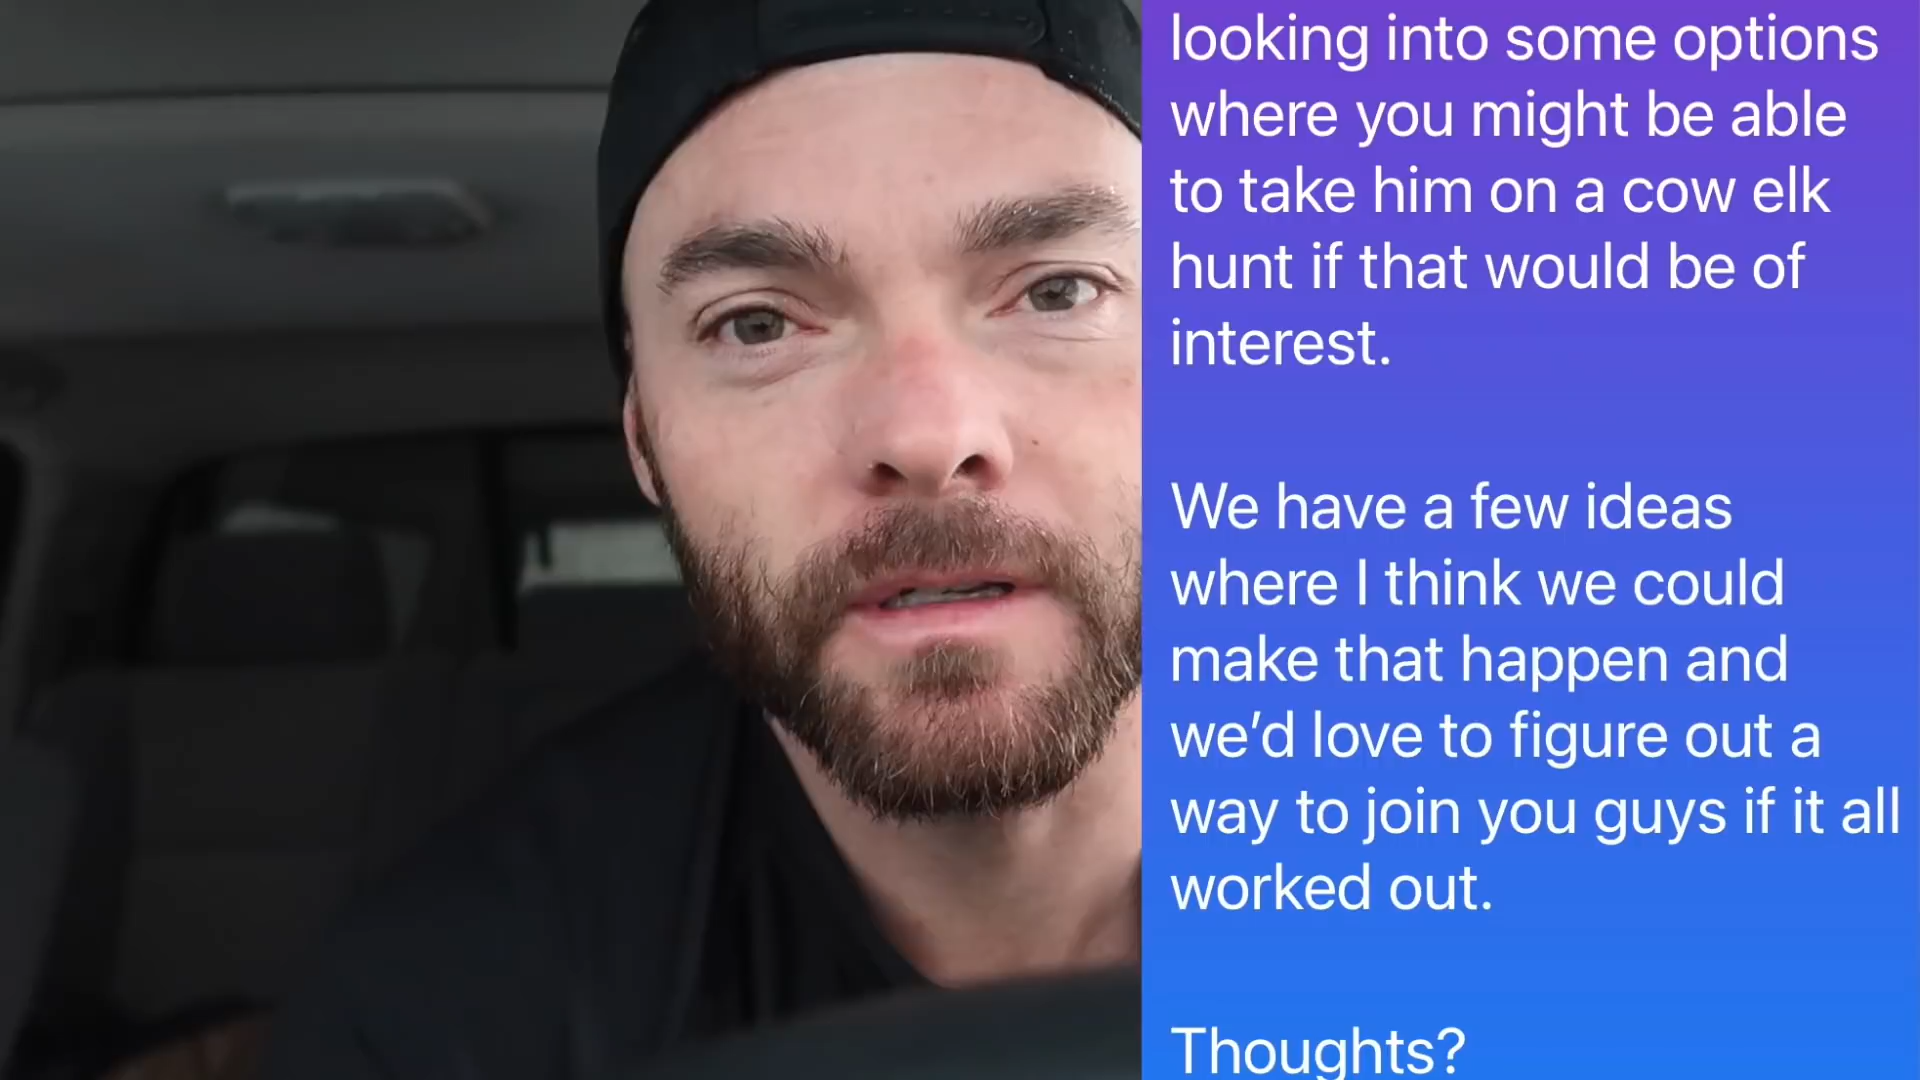 looking into some options
where you might be able
to take him on a cow elk
hunt if that would be of
interest.
We have a few ideas
where I think we could
make that happen and
we’d love to figure out a
way to join you guys if it all
worked out.
Thoughts?